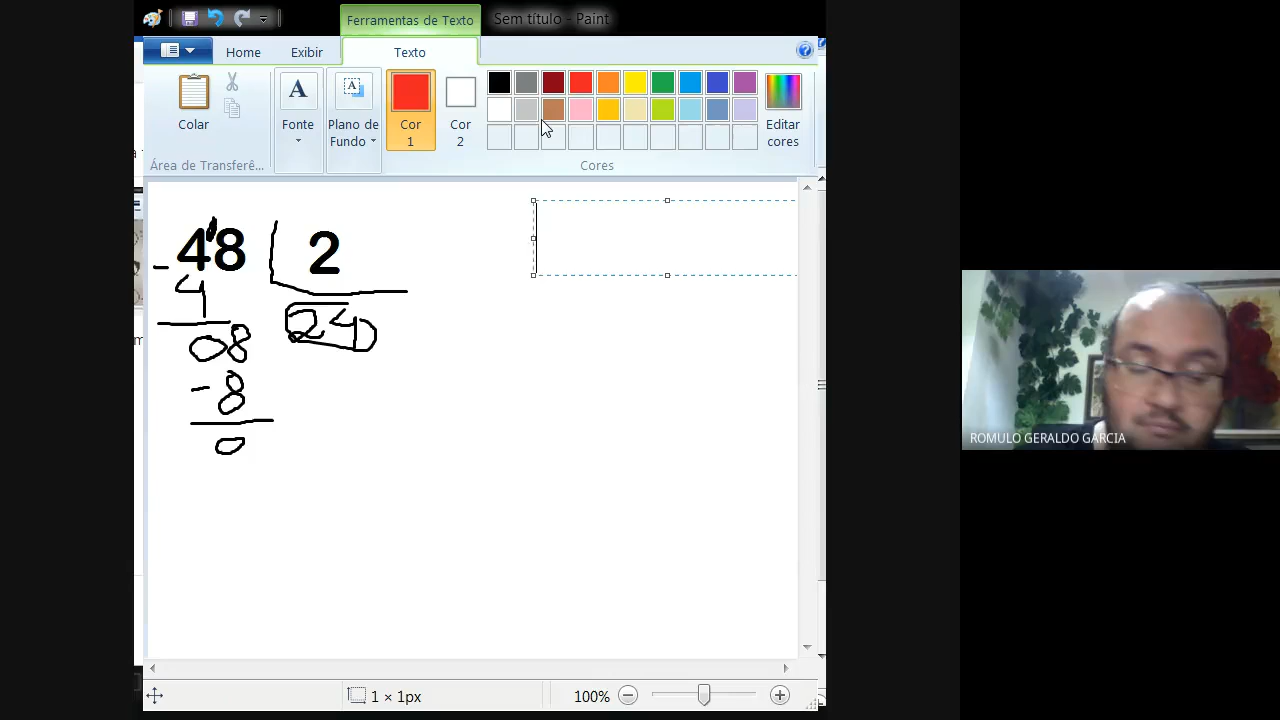 Ferramentas de Texto
Sem título - Paint
Home
Exibir
Texto
Colar
Fonte
Plano de Fundo
Cor 1
Cor 2
Editar cores
Área de Transferê...
Cores
48 2
- 4
24
08
- 8
0
ROMULO GERALDO GARCIA
1 × 1px
100%